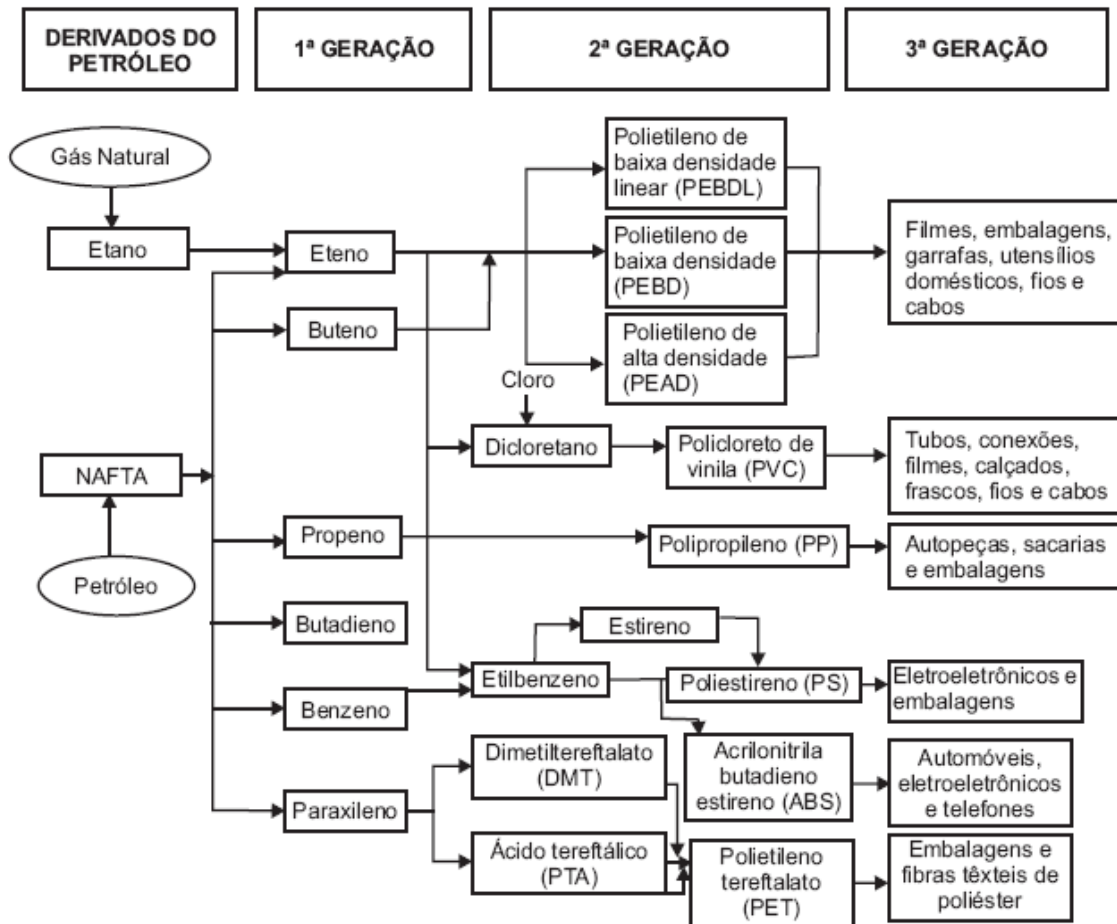 DERIVADOS DO
PETRÓLEO
1ª GERAÇÃO
2ª GERAÇÃO
3ª GERAÇÃO
Gás Natural
Etano
NAFTA
Petróleo
Eteno
Buteno
Propeno
Butadieno
Benzeno
Paraxileno
Polietileno de
baixa densidade
linear (PEBDL)
Polietileno de
baixa densidade
(PEBD)
Polietileno de
alta densidade
(PEAD)
Cloro
Dicloretano
Policloreto de
vinila (PVC)
Polipropileno (PP)
Estireno
Etilbenzeno
Poliestireno (PS)
Dimetiltereftalato
(DMT)
Acrilonitrila
butadieno
estireno (ABS)
Ácido tereftálico
(PTA)
Polietileno
tereftalato
(PET)
Filmes, embalagens,
garrafas, utensílios
domésticos, fios e
cabos
Tubos, conexões,
filmes, calçados,
frascos, fios e cabos
Autopeças, sacarias
e embalagens
Eletroeletrônicos e
embalagens
Automóveis,
eletroeletrônicos
e telefones
Embalagens e
fibras têxteis de
poliéster